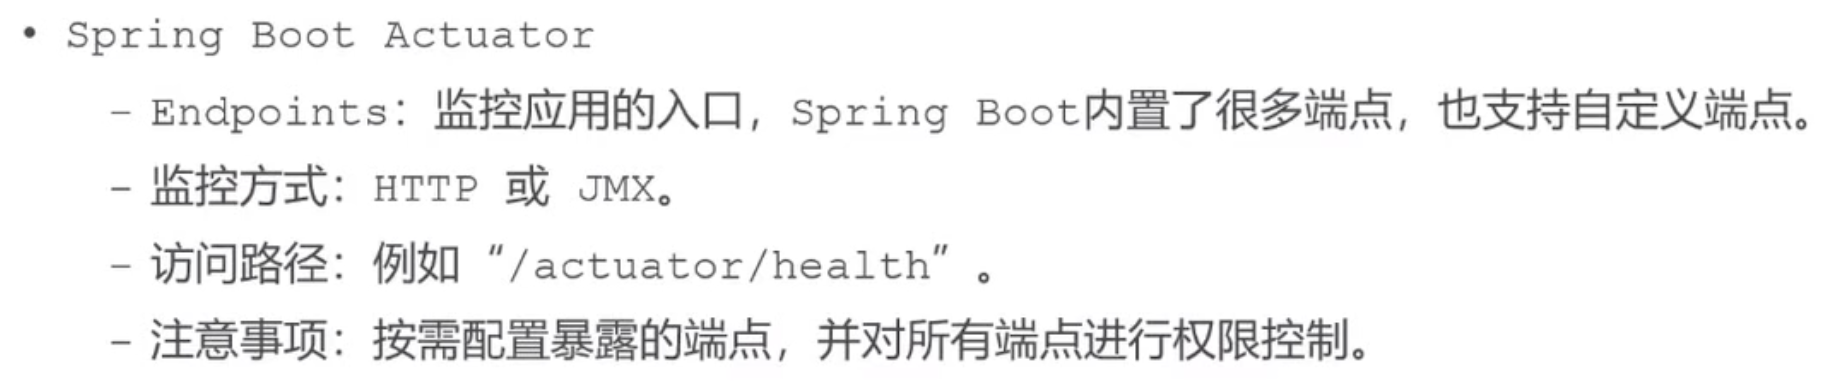 • Spring Boot Actuator
– Endpoints：监控应用的入口，Spring Boot内置了很多端点，也支持自定义端点。
– 监控方式：HTTP 或 JMX。
– 访问路径：例如“/actuator/health”。
– 注意事项：按需配置暴露的端点，并对所有端点进行权限控制。